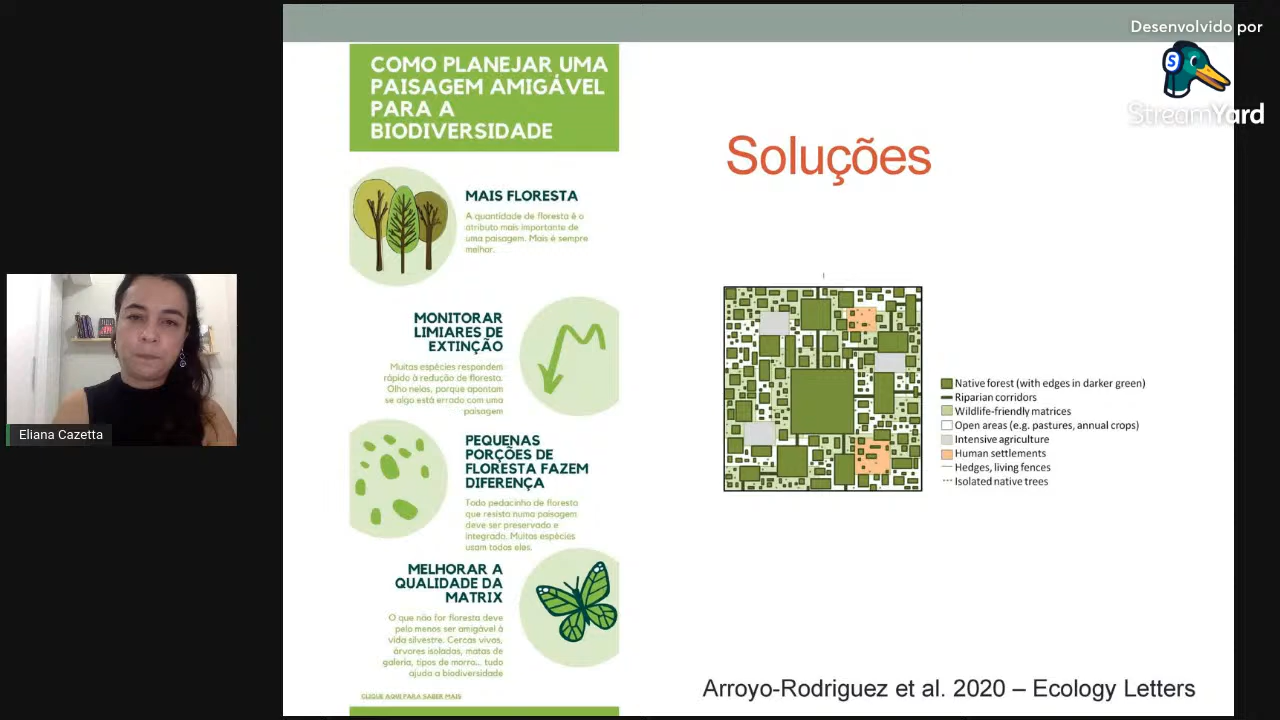 Desenvolvido por
StreamYard
S
COMO PLANEJAR UMA
PAISAGEM AMIGÁVEL
PARA A
BIODIVERSIDADE
MAIS FLORESTA
A quantidade de floresta é o
atributo mais importante de
uma paisagem. Mais é sempre
melhor.
MONITORAR
LIMIARES DE
EXTINÇÃO
Muitas espécies respondem
rápido à redução de floresta.
Olho nelas, porque apontam
se algo está errado com uma
paisagem
PEQUENAS
PORÇÕES DE
FLORESTA FAZEM
DIFERENÇA
Todo pedacinho de floresta
que resista numa paisagem
deve ser preservado e
integrado. Muitas espécies
usam todos eles.
MELHORAR A
QUALIDADE DA
MATRIX
O que não for floresta deve
pelo menos ser amigável à
vida silvestre. Cercas vivas,
árvores isoladas, matas de
galeria, tipos de morro... tudo
ajuda a biodiversidade
CLIQUE AQUI PARA SABER MAIS
Soluções
Native forest (with edges in darker green)
Riparian corridors
Wildlife-friendly matrices
Open areas (e.g. pastures, annual crops)
Intensive agriculture
Human settlements
Hedges, living fences
Isolated native trees
Arroyo-Rodriguez et al. 2020 – Ecology Letters
Eliana Cazetta